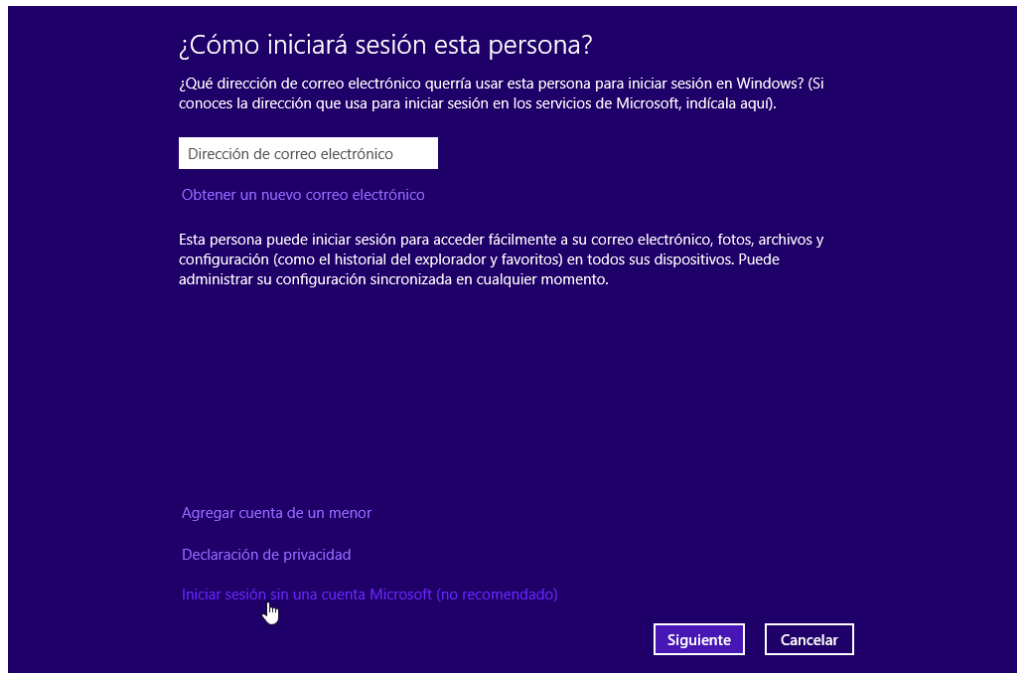 ¿Cómo iniciará sesión esta persona?
¿Qué dirección de correo electrónico querría usar esta persona para iniciar sesión en Windows? (Si
conoces la dirección que usa para iniciar sesión en los servicios de Microsoft, indícala aquí).
Dirección de correo electrónico
Obtener un nuevo correo electrónico
Esta persona puede iniciar sesión para acceder fácilmente a su correo electrónico, fotos, archivos y
configuración (como el historial del explorador y favoritos) en todos sus dispositivos. Puede
administrar su configuración sincronizada en cualquier momento.
Agregar cuenta de un menor
Declaración de privacidad
Iniciar sesión sin una cuenta Microsoft (no recomendado)
Siguiente Cancelar